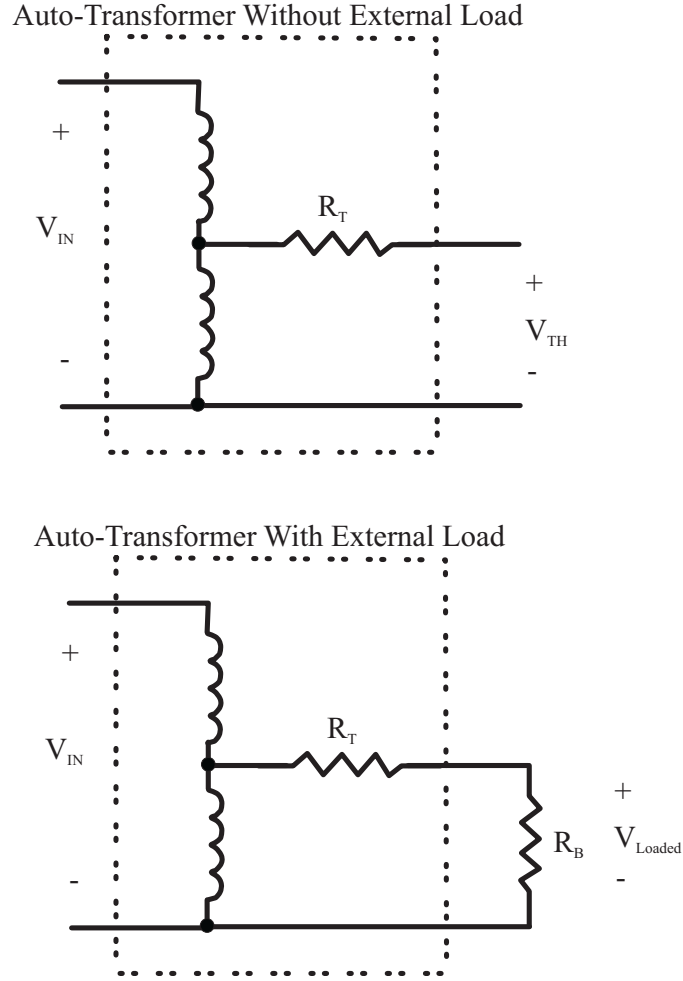 Auto-Transformer Without External Load
+
R_T
V_IN
+
V_TH
-
-
Auto-Transformer With External Load
+
R_T
V_IN
+
R_B
V_Loaded
-
-